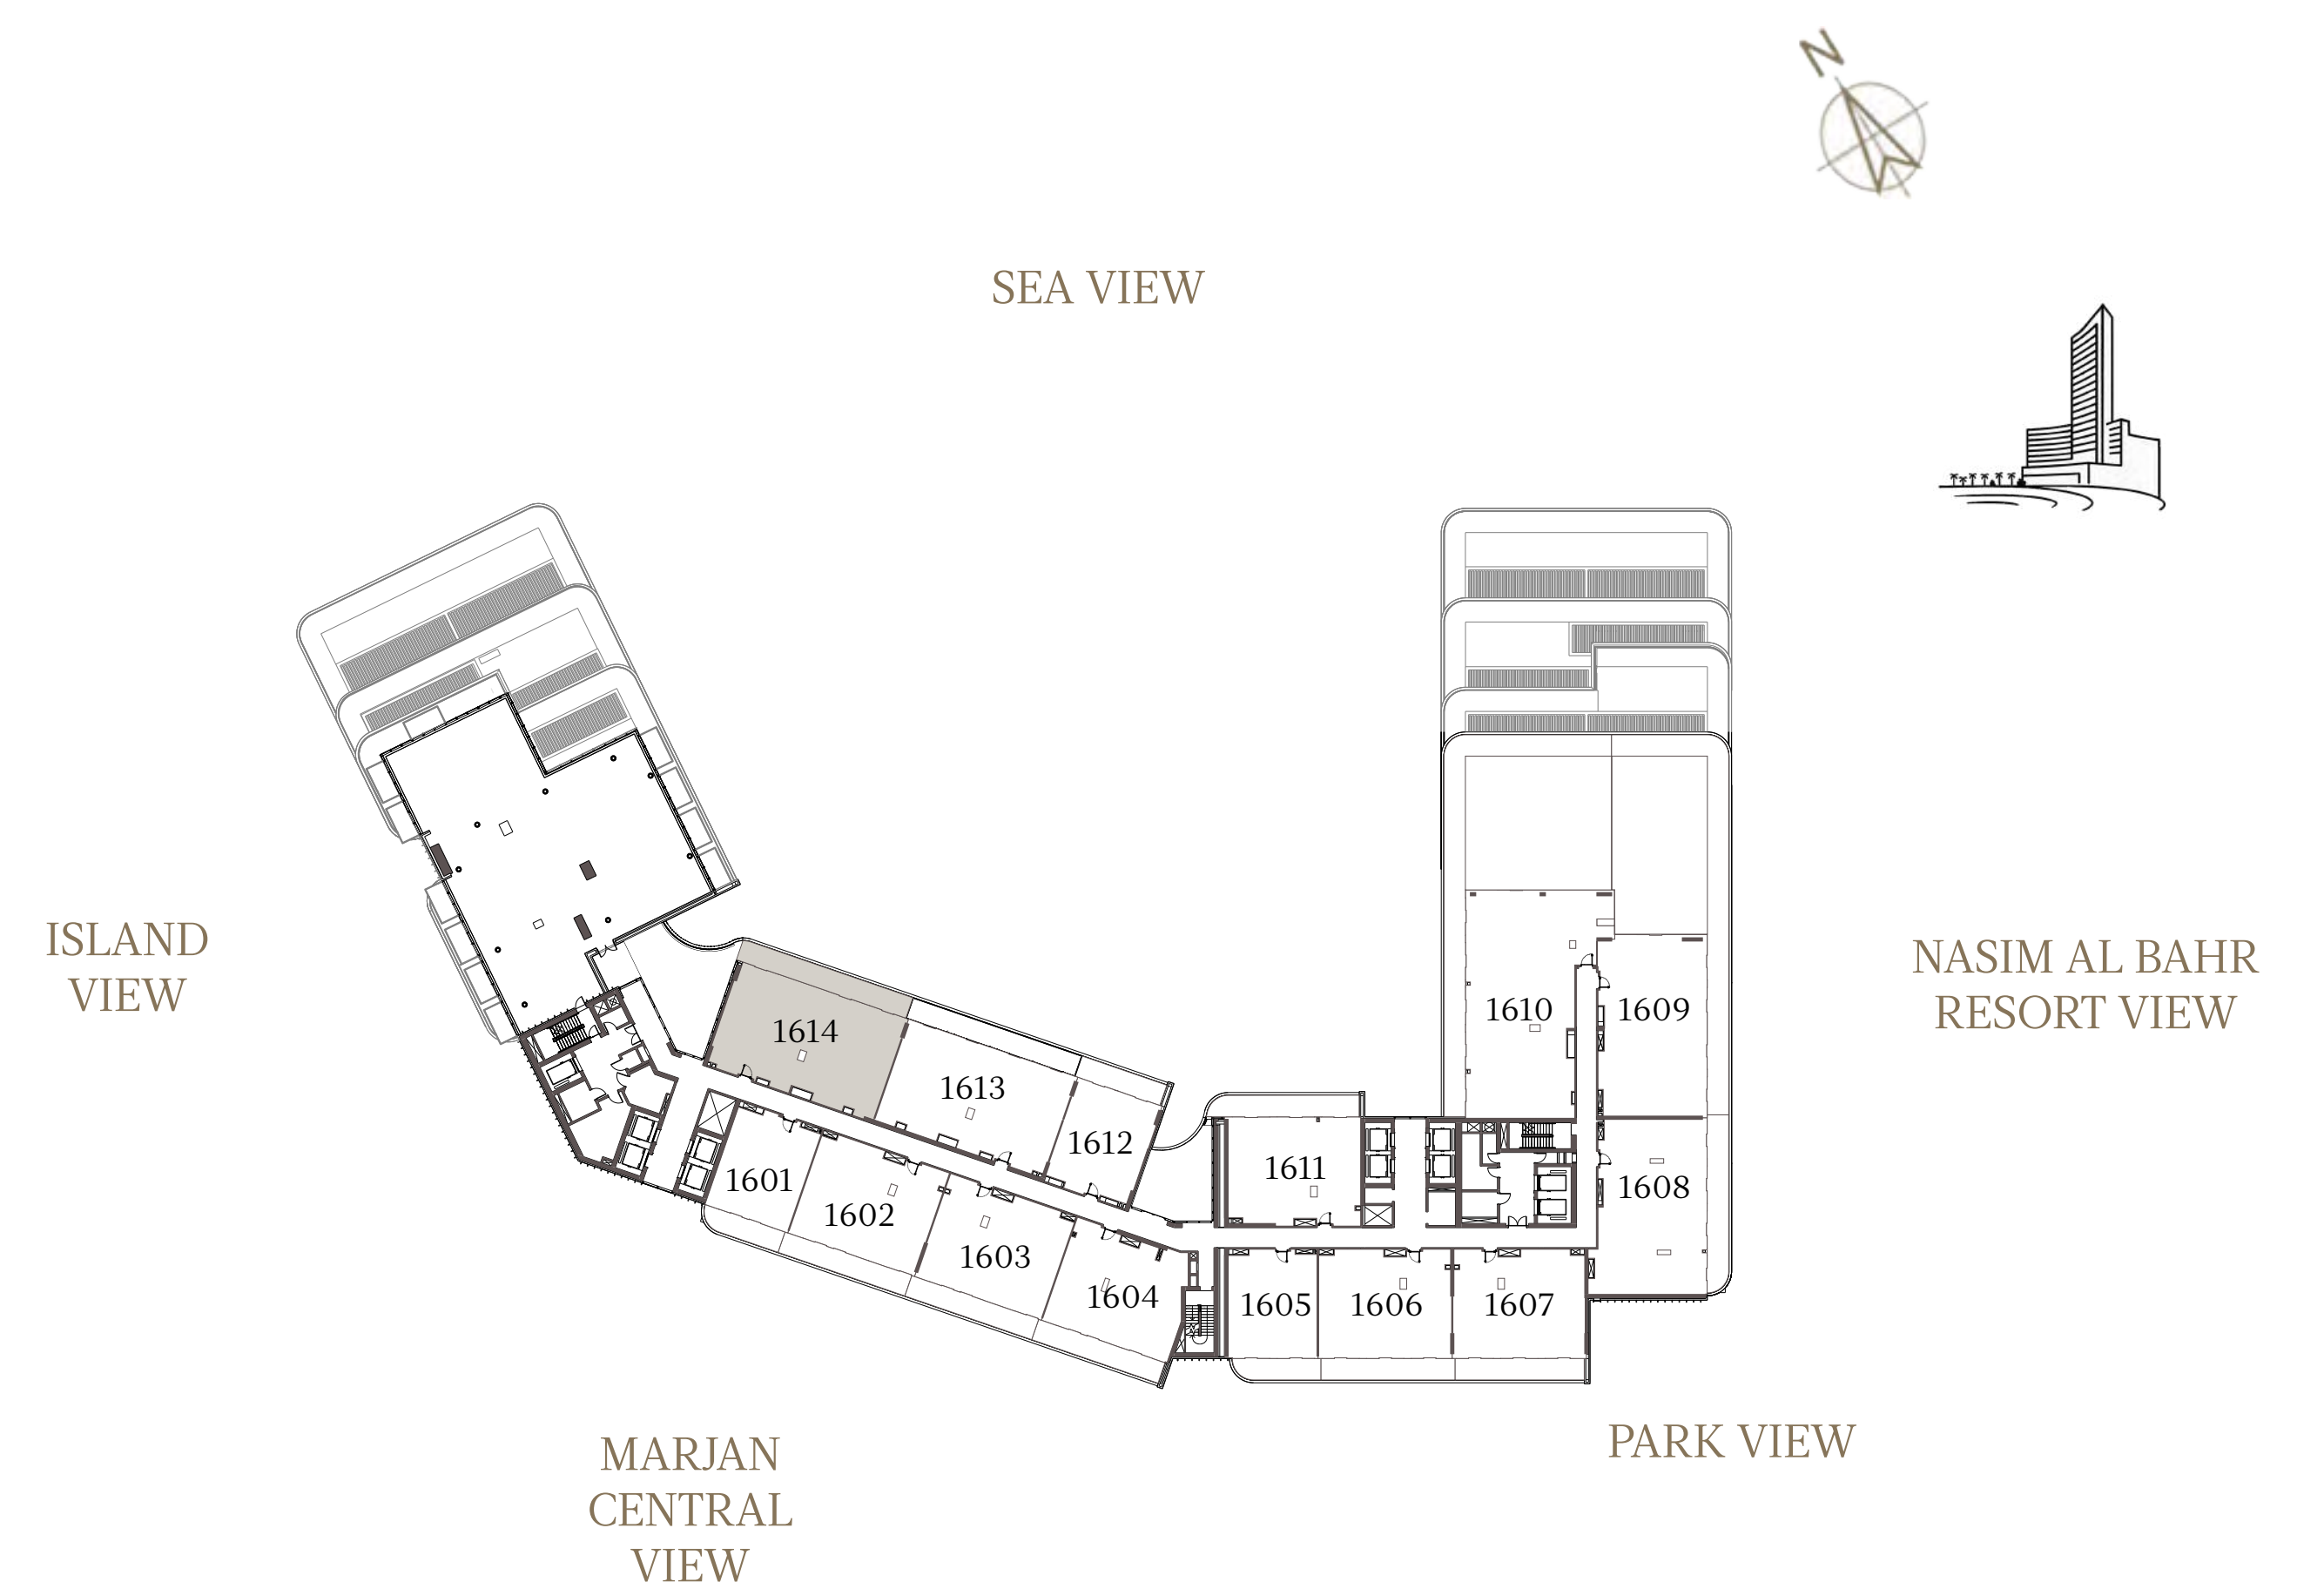 N
SEA VIEW
ISLAND
VIEW
NASIM AL BAHR
RESORT VIEW
1614
1613
1612
1611
1610
1609
1608
1601
1602
1603
1604
1605
1606
1607
PARK VIEW
MARJAN
CENTRAL
VIEW